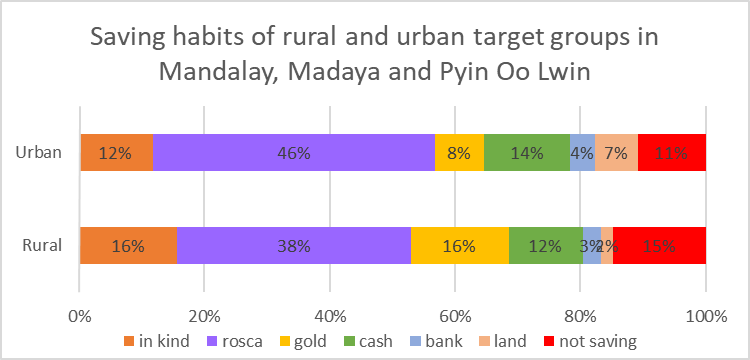 Saving habits of rural and urban target groups in
Mandalay, Madaya and Pyin Oo Lwin
Urban 12% 46% 8% 14% 4% 7% 11%
Rural 16% 38% 16% 12% 3% 2% 15%
0% 20% 40% 60% 80% 100%
in kind rosca gold cash bank land not saving